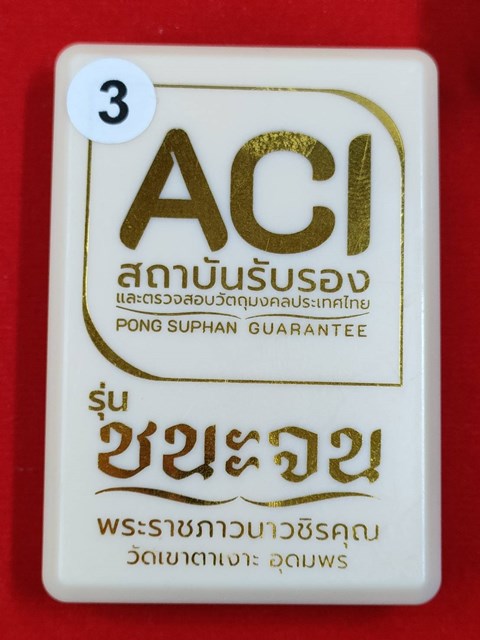 3
ACI
สถาบันรับรอง
และตรวจสอบวัตถุมงคลประเทศไทย
PONG SUPHAN GUARANTEE
รุ่น
ชนะจน
พระราชภาวนาวชิรคุณ
วัดเขาตาเงาะ อุดมพร